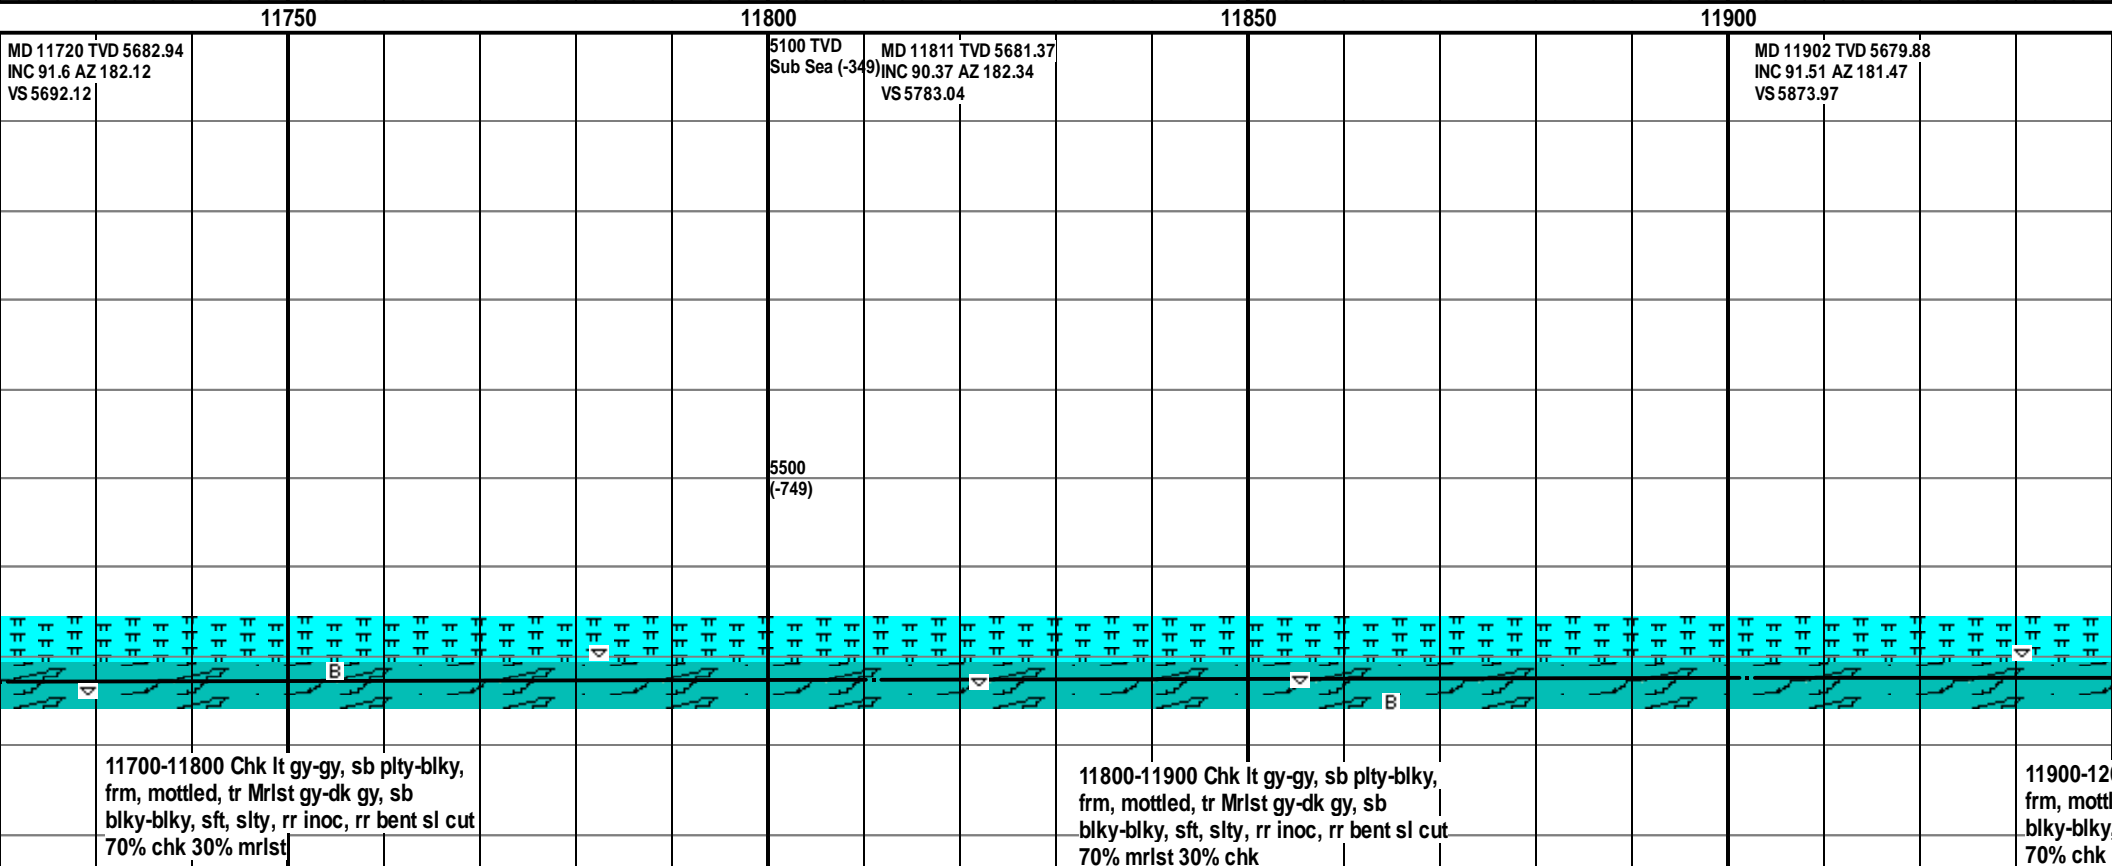 11750
11800
11850
11900
MD 11720 TVD 5682.94
INC 91.6 AZ 182.12
VS 5692.12
5100 TVD
Sub Sea (-349)
MD 11811 TVD 5681.37
INC 90.37 AZ 182.34
VS 5783.04
MD 11902 TVD 5679.88
INC 91.51 AZ 181.47
VS 5873.97
5500
(-749)
B
B
11700-11800 Chk lt gy-gy, sb plty-blky,
frm, mottled, tr Mrlst gy-dk gy, sb
blky-blky, sft, slty, rr inoc, rr bent sl cut
70% chk 30% mrlst
11800-11900 Chk lt gy-gy, sb plty-blky,
frm, mottled, tr Mrlst gy-dk gy, sb
blky-blky, sft, slty, rr inoc, rr bent sl cut
70% mrlst 30% chk
frm,
blky-blky,
70% chk